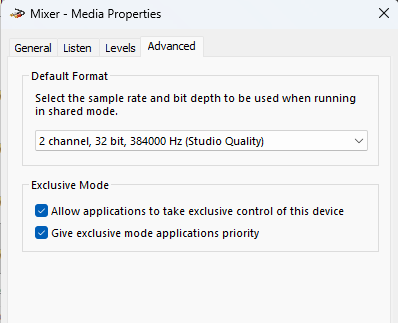 Mixer - Media Properties
General Listen Levels Advanced
Default Format
Select the sample rate and bit depth to be used when running
in shared mode.
2 channel, 32 bit, 384000 Hz (Studio Quality)
Exclusive Mode
Allow applications to take exclusive control of this device
Give exclusive mode applications priority